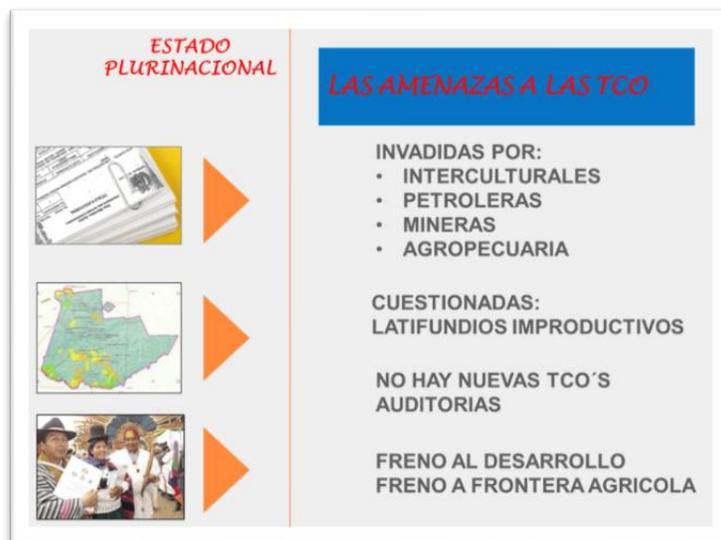 ESTADO
PLURINACIONAL
LAS AMENAZAS A LAS TCO
INVADIDAS POR:
• INTERCULTURALES
• PETROLERAS
• MINERAS
• AGROPECUARIA
CUESTIONADAS:
LATIFUNDIOS IMPRODUCTIVOS
NO HAY NUEVAS TCO´S
AUDITORIAS
FRENO AL DESARROLLO
FRENO A FRONTERA AGRICOLA